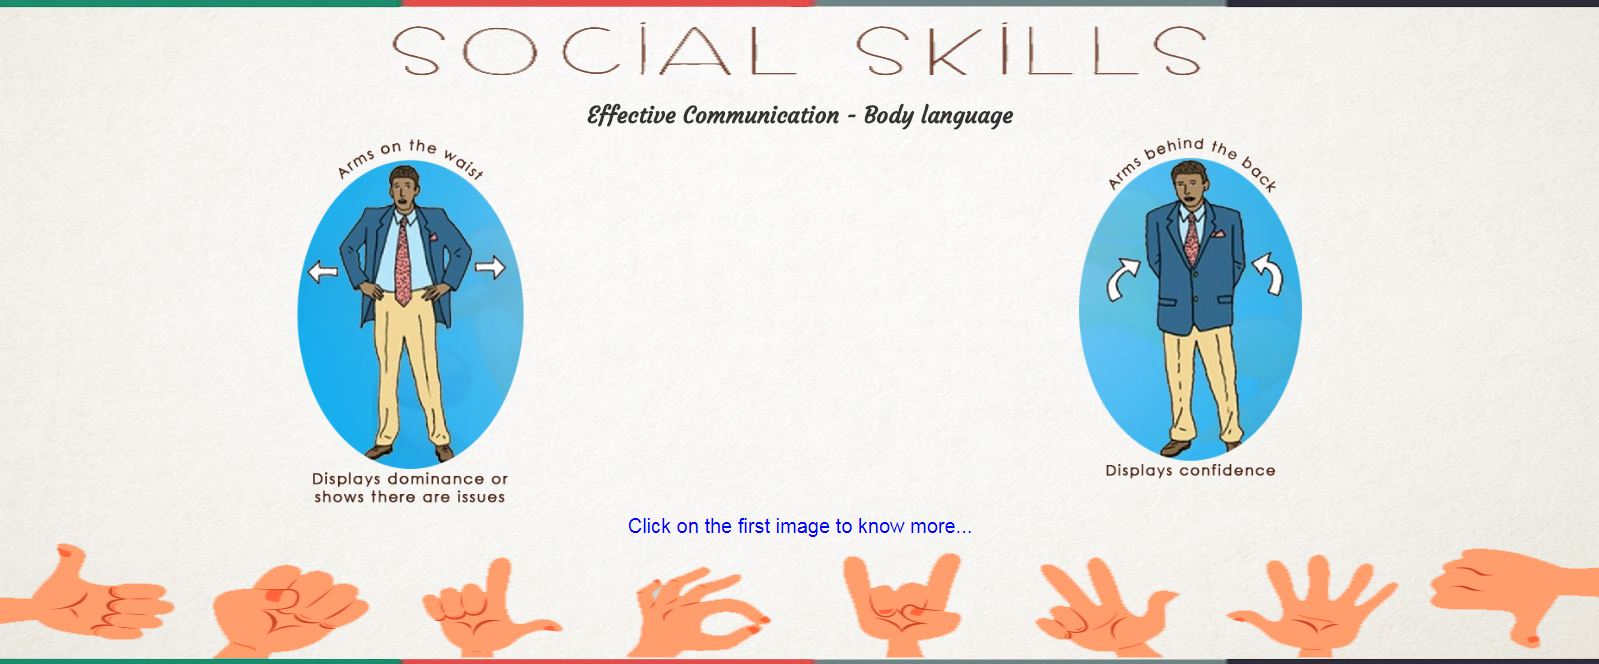 SOCIAL SKILLS
Effective Communication - Body language
Arms on the waist
Displays dominance or
shows there are issues
Arms behind the back
Displays confidence
Click on the first image to know more...